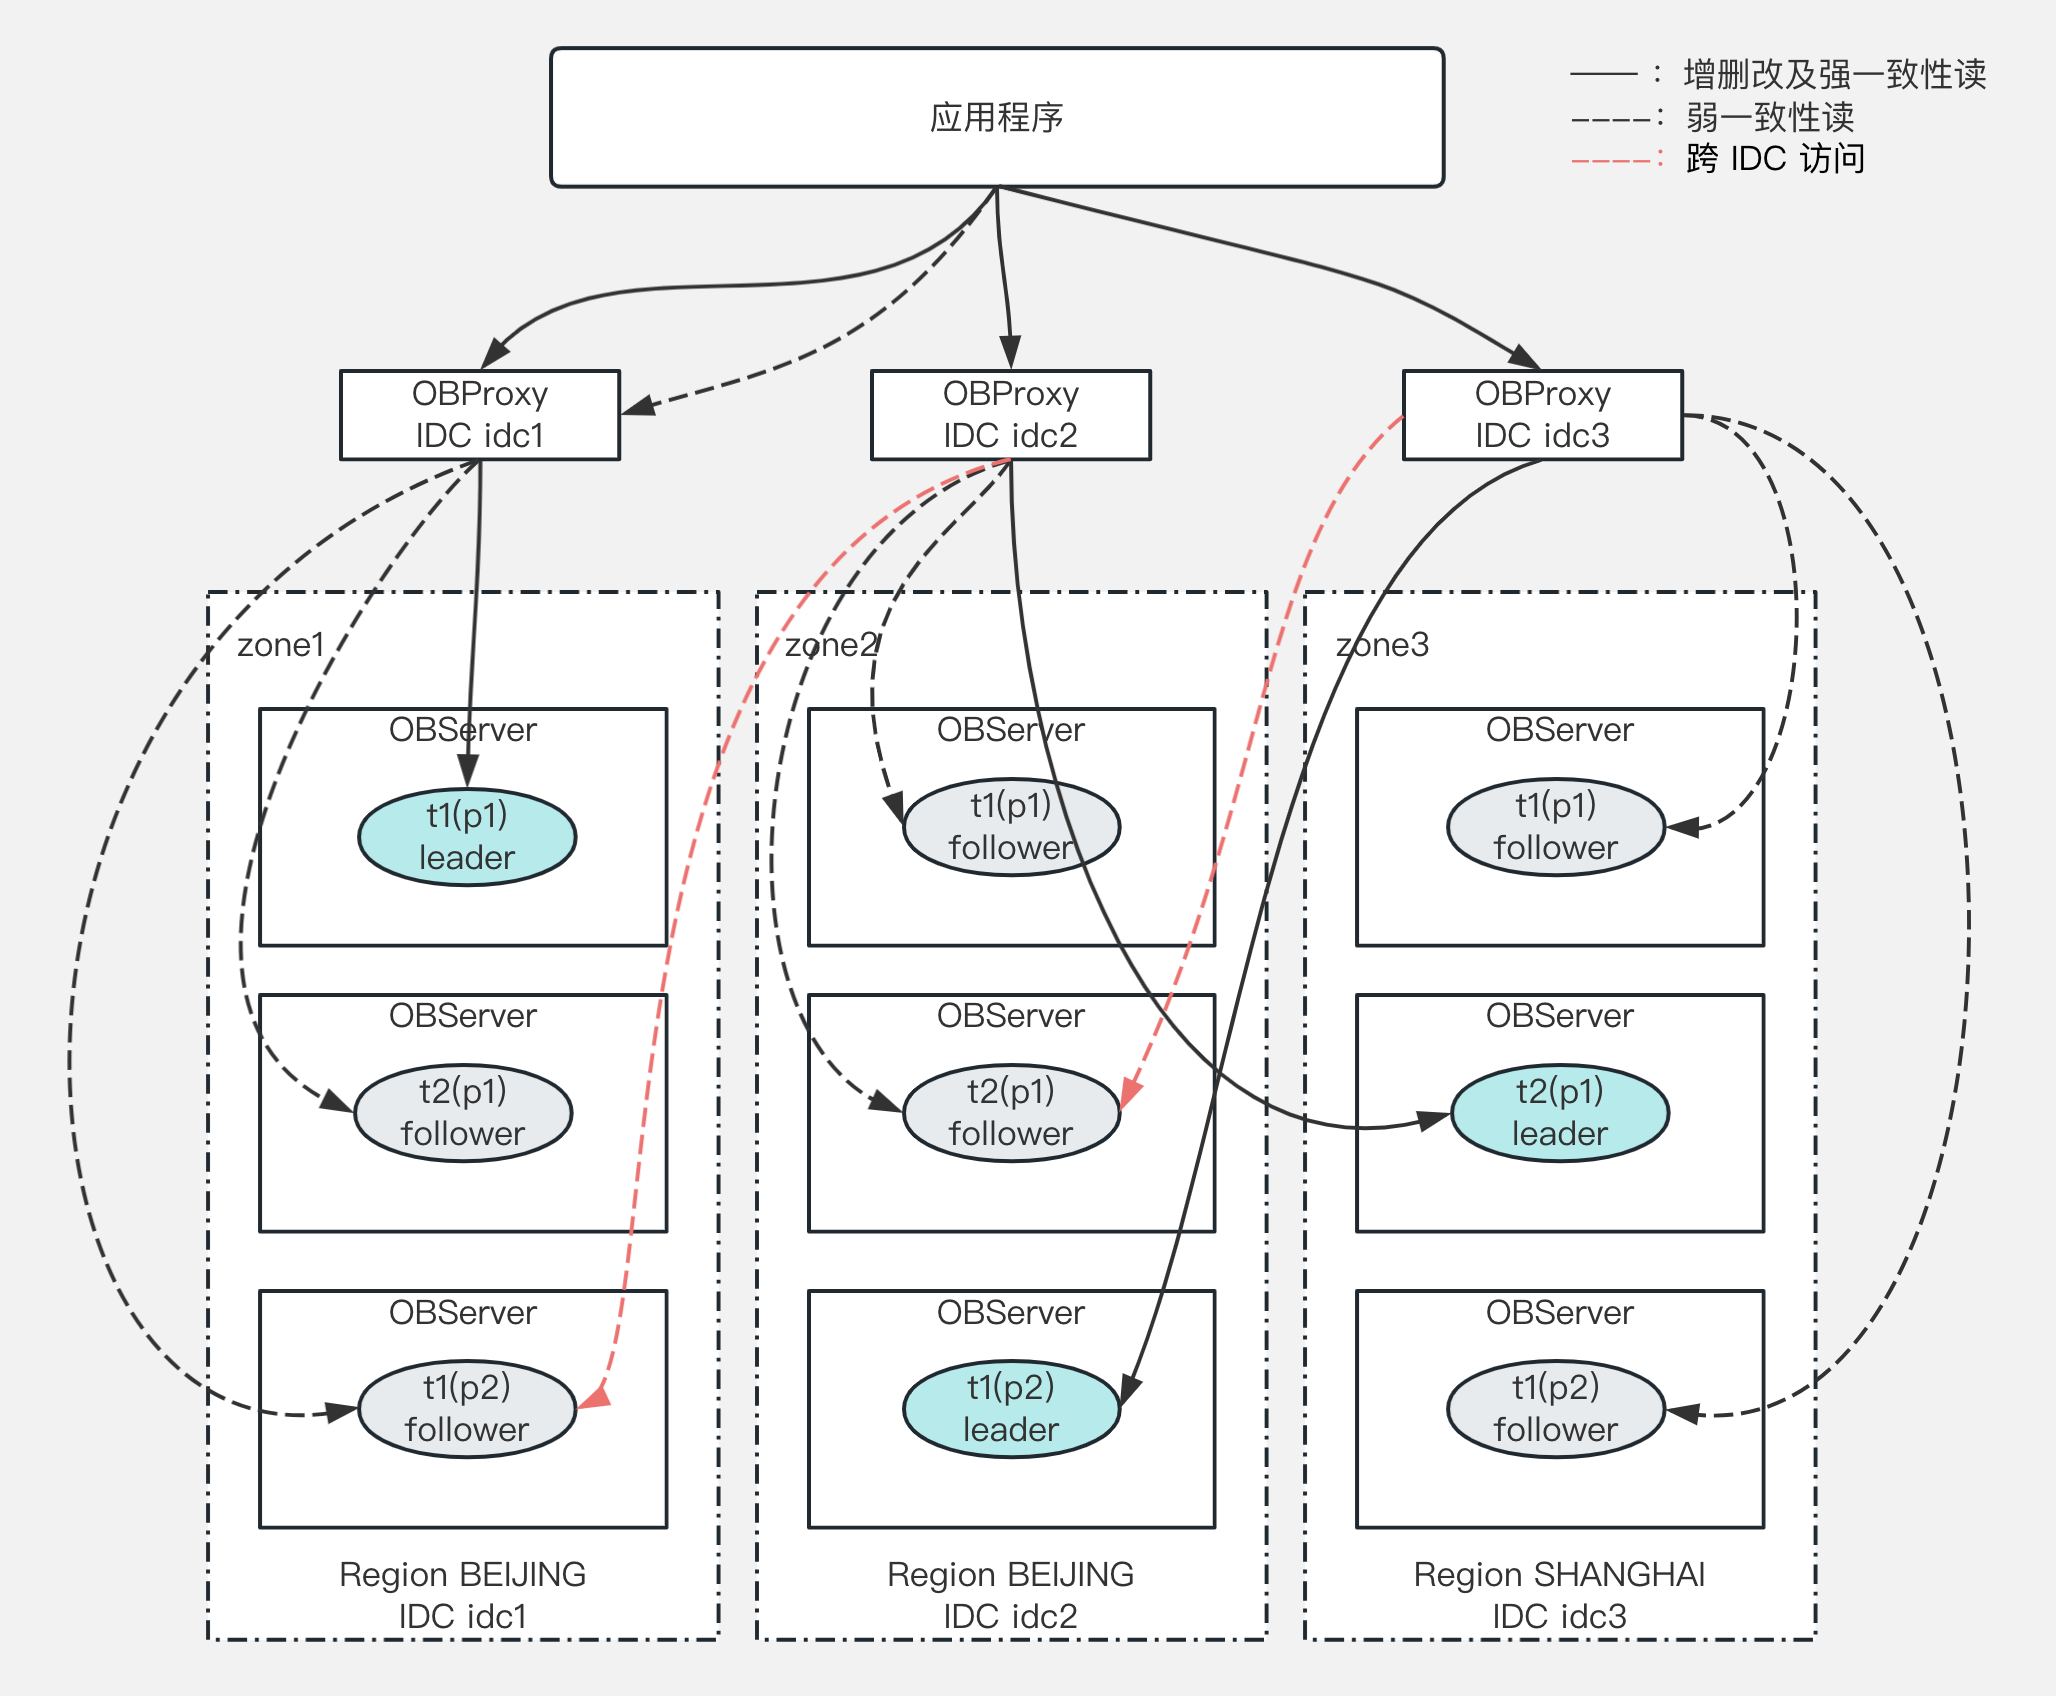 应用程序
——： 增删改及强一致性读
-----： 弱一致性读
-----： 跨 IDC 访问
OBProxy
IDC idc1
OBProxy
IDC idc2
OBProxy
IDC idc3
zone1
OBServer
t1(p1)
leader
OBServer
t2(p1)
follower
OBServer
t1(p2)
follower
Region BEIJING
IDC idc1
zone2
OBServer
t1(p1)
follower
OBServer
t2(p1)
follower
OBServer
t1(p2)
leader
Region BEIJING
IDC idc2
zone3
OBServer
t1(p1)
follower
OBServer
t2(p1)
leader
OBServer
t1(p2)
follower
Region SHANGHAI
IDC idc3